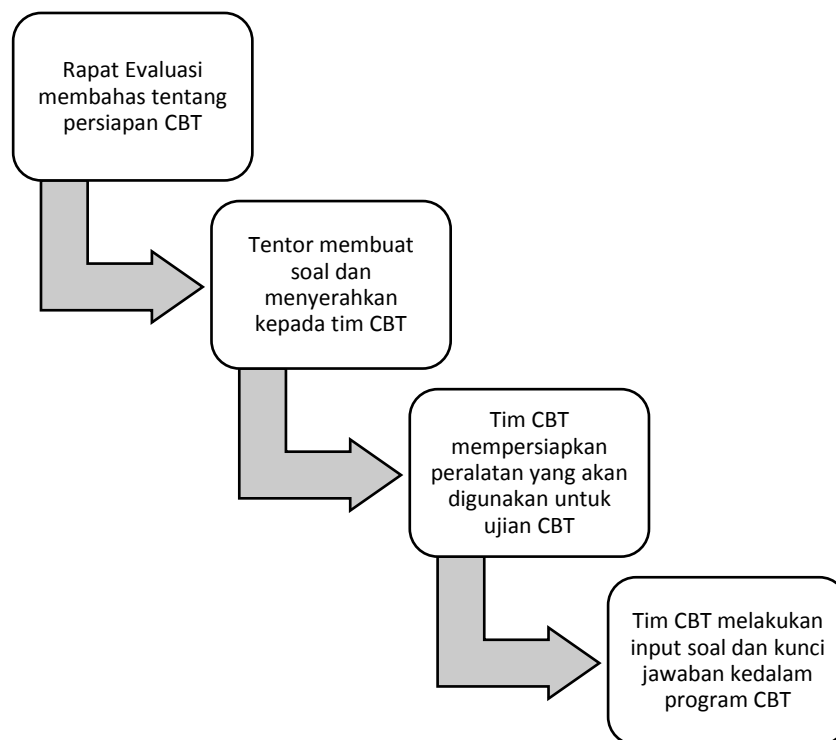 Rapat Evaluasi
membahas tentang
persiapan CBT
Tentor membuat
soal dan
menyerahkan
kepada tim CBT
Tim CBT
mempersiapkan
peralatan yang akan
digunakan untuk
ujian CBT
Tim CBT melakukan
input soal dan kunci
jawaban kedalam
program CBT